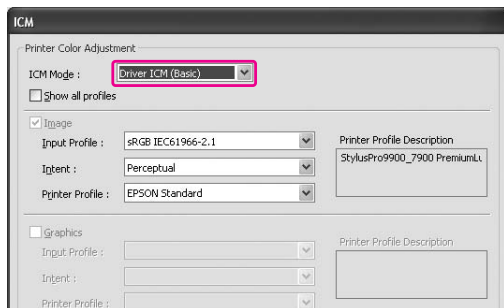 ICM
Printer Color Adjustment
ICM Mode : Driver ICM (Basic)
Show all profiles
Image
Input Profile : sRGB IEC61966-2.1
Intent : Perceptual
Printer Profile : EPSON Standard
Printer Profile Description
StylusPro9900_7900 PremiumLu
Graphics
Input Profile :
Intent :
Printer Profile :
Printer Profile Description